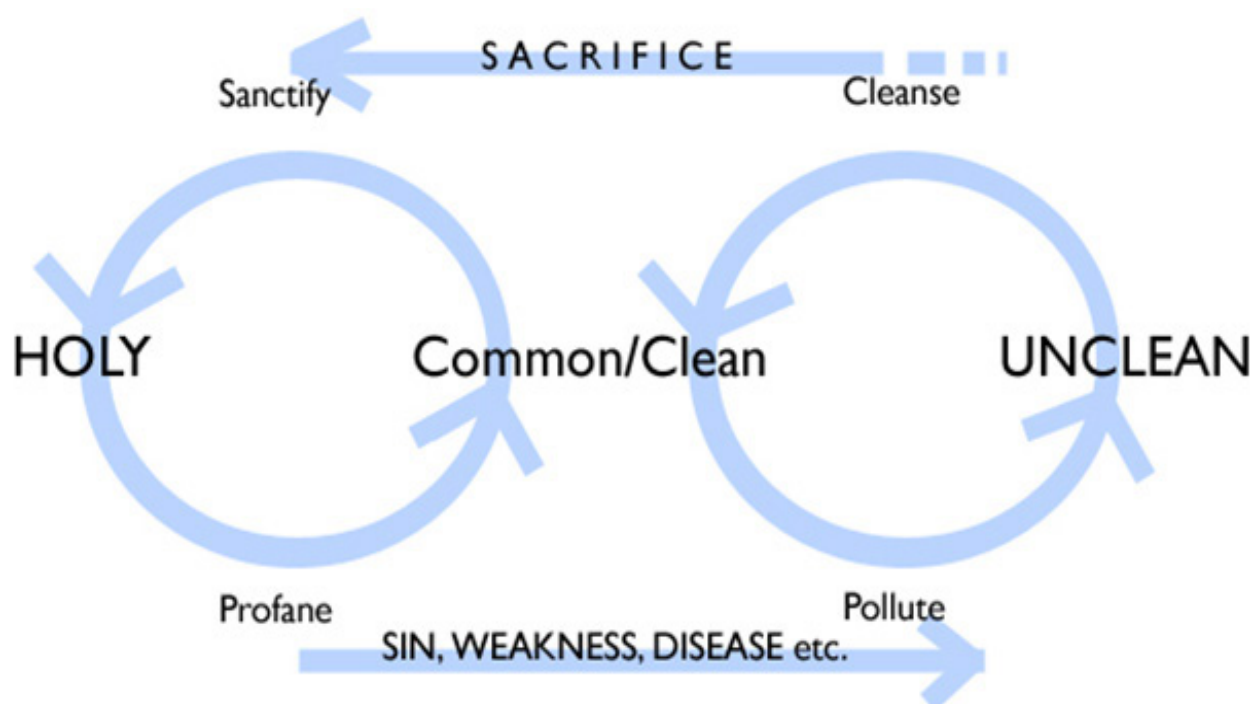 SACRIFICE
Sanctify Cleanse
HOLY Common/Clean UNCLEAN
Profane Pollute
SIN, WEAKNESS, DISEASE etc.